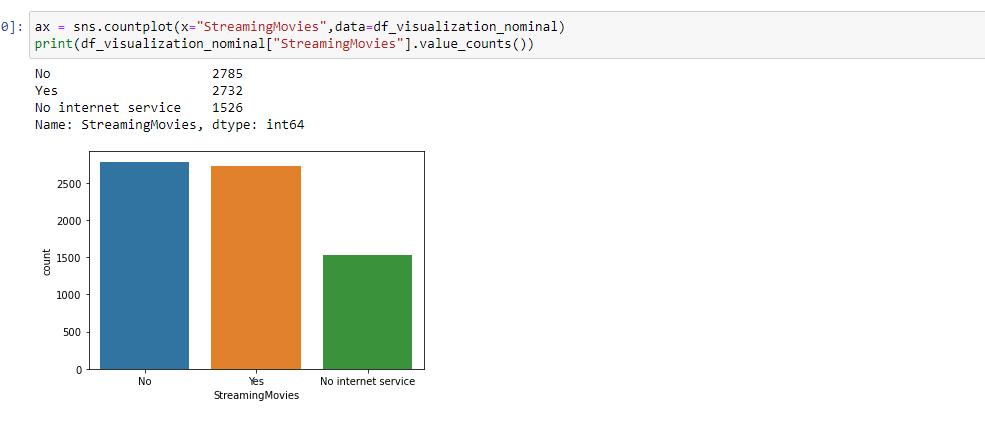 0]: ax = sns.countplot(x="StreamingMovies",data=df_visualization_nominal)
print(df_visualization_nominal["StreamingMovies"].value_counts())
No 2785
Yes 2732
No internet service 1526
Name: StreamingMovies, dtype: int64
2500
2000
1500
1000
500
0
count
No Yes No internet service
StreamingMovies